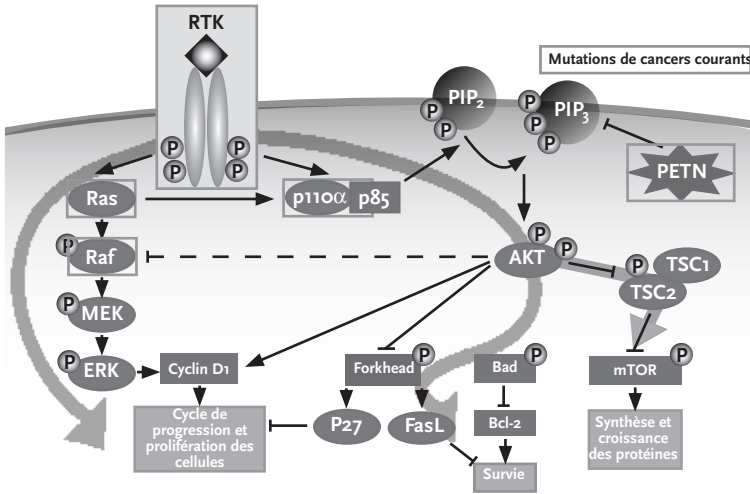 RTK
Mutations de cancers courants
PIP2
PIP3
P
P
P
P
P
P
P
P
P
PETN
Ras
p110α
p85
P
Raf
P
P
AKT
P
TSC1
TSC2
P
MEK
P
ERK
Cyclin D1
Forkhead
P
Bad
P
mTOR
P
Cycle de
progression et
prolifération des
cellules
P27
FasL
Bcl-2
Survie
Synthèse et
croissance
des protéines